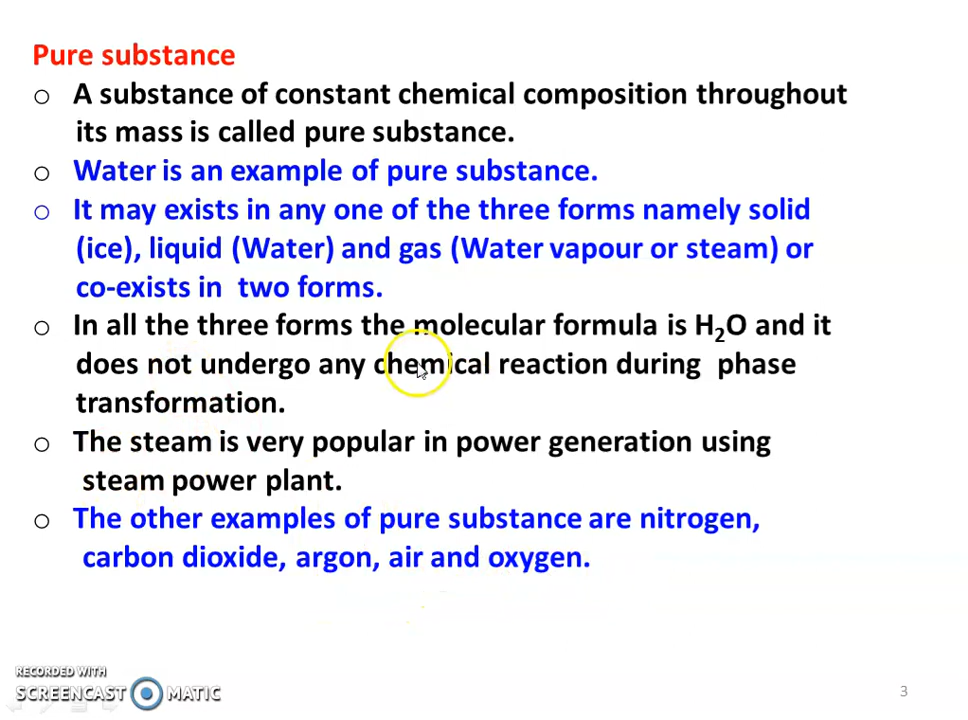 Pure substance
o A substance of constant chemical composition throughout
its mass is called pure substance.
o Water is an example of pure substance.
o It may exists in any one of the three forms namely solid
(ice), liquid (Water) and gas (Water vapour or steam) or
co-exists in two forms.
o In all the three forms the molecular formula is H₂O and it
does not undergo any chemical reaction during phase
transformation.
o The steam is very popular in power generation using
steam power plant.
o The other examples of pure substance are nitrogen,
carbon dioxide, argon, air and oxygen.
RECORDED WITH
SCREENCAST MATIC
3